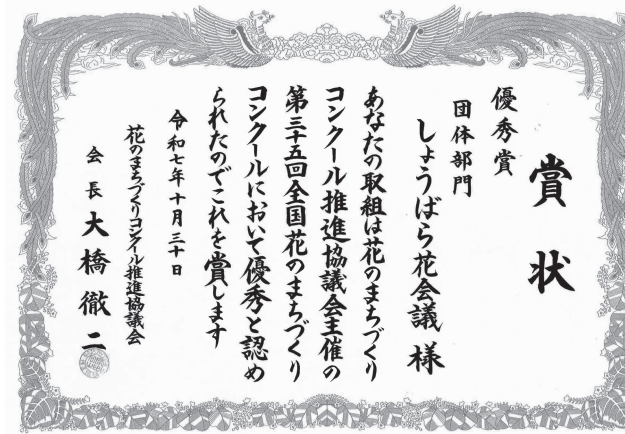 賞状
優秀賞
団体部門
しょうばら花会議 様
あなたの取組は花のまちづくり
コンクール推進協議会主催の
第三十五回全国花のまちづくり
コンクールにおいて優秀と認め
られたのでこれを賞します
令和七年十月三十日
花のまちづくりコンクール推進協議会
会長 大橋徹二